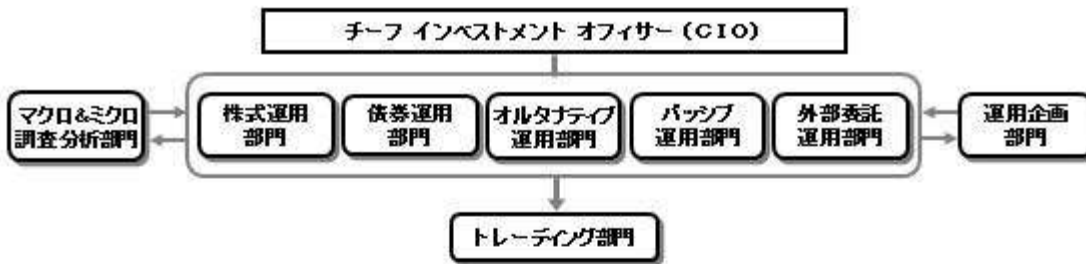 チーフ インベストメント オフィサー(CIO)
マクロ&ミクロ
調査分析部門
株式運用
部門
債券運用
部門
オルタナティブ
運用部門
パッシブ
運用部門
外部委託
運用部門
運用企画
部門
トレーディング部門